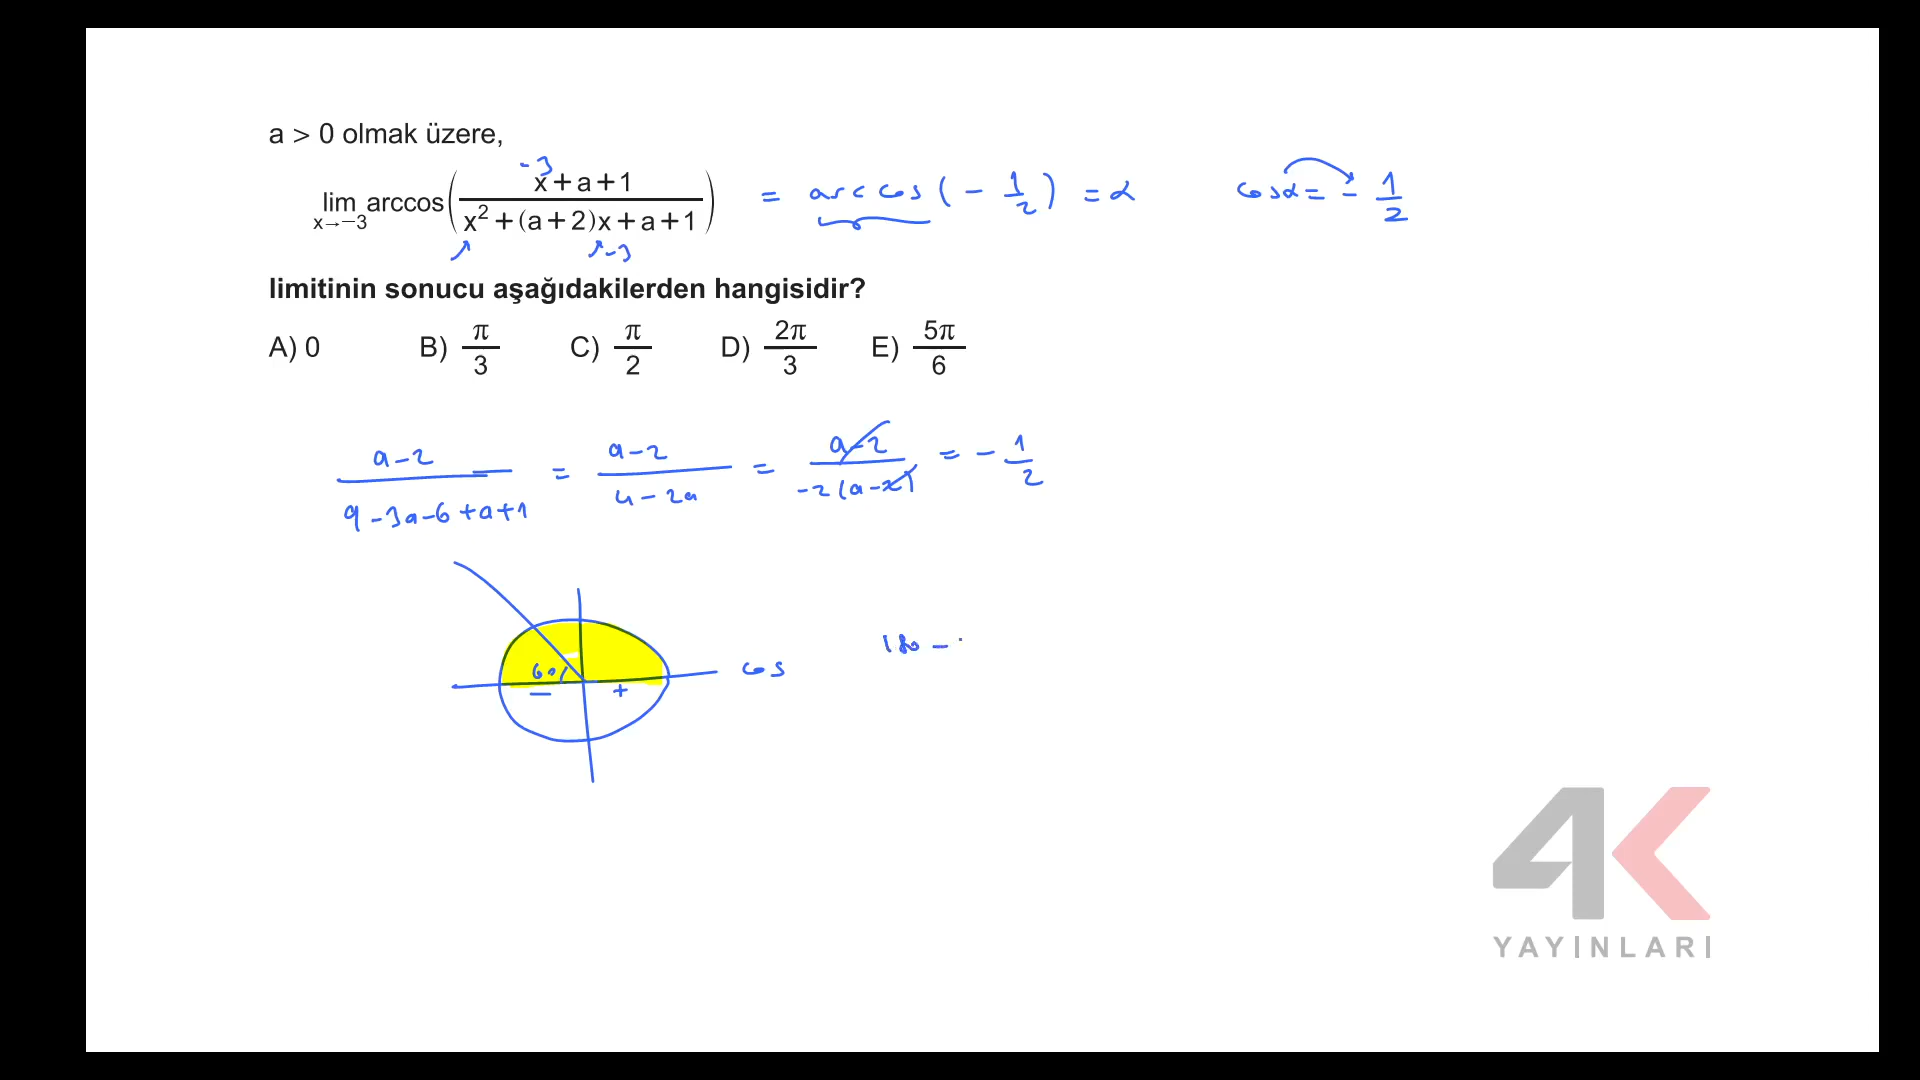 a > 0 olmak üzere,
-3
lim x→−3 arccos( (x+a+1) / (x²+(a+2)x+a+1) ) = arccos(-1/2) = α cosα = -1/2
-3
limitinin sonucu aşağıdakilerden hangisidir?
A) 0 B) π/3 C) π/2 D) 2π/3 E) 5π/6
(a-2) / (9-3a-6+a+1) = (a-2) / (4-2a) = (a-2) / (-2(a-2)) = -1/2
180 -
60 cos
- +
4K
YAYINLARI